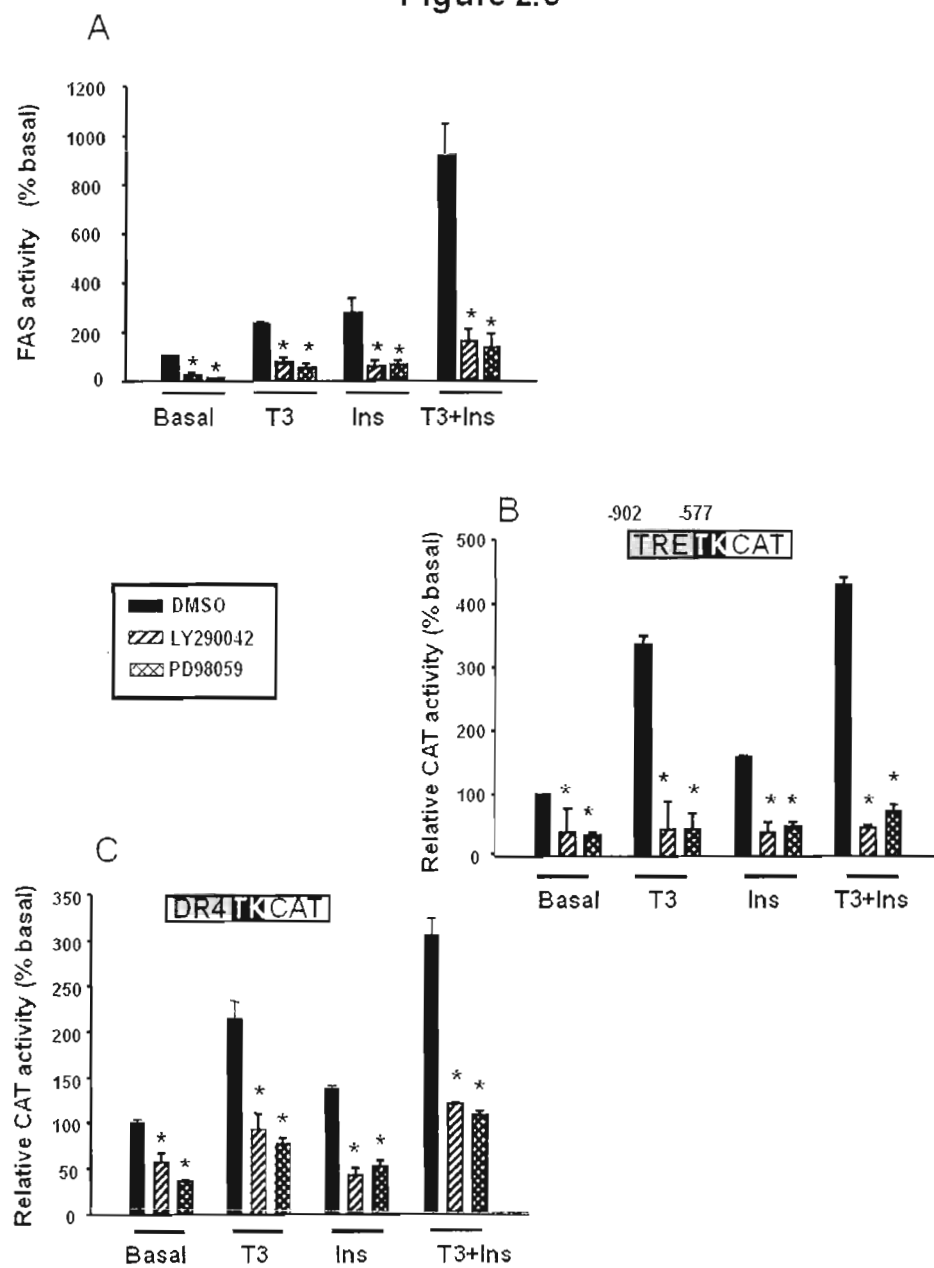 A
1200
1000
800
600
400
200
0
FAS activity (% basal)
* * * * * * * *
Basal T3 Ins T3+Ins
DMSO
LY290042
PD98059
B
-902 -577
TRE TK CAT
500
400
300
200
100
0
Relative CAT activity (% basal)
* * * * * * * *
Basal T3 Ins T3+Ins
C
DR4 TK CAT
350
300
250
200
150
100
50
0
Relative CAT activity (% basal)
* * * * * * * *
Basal T3 Ins T3+Ins